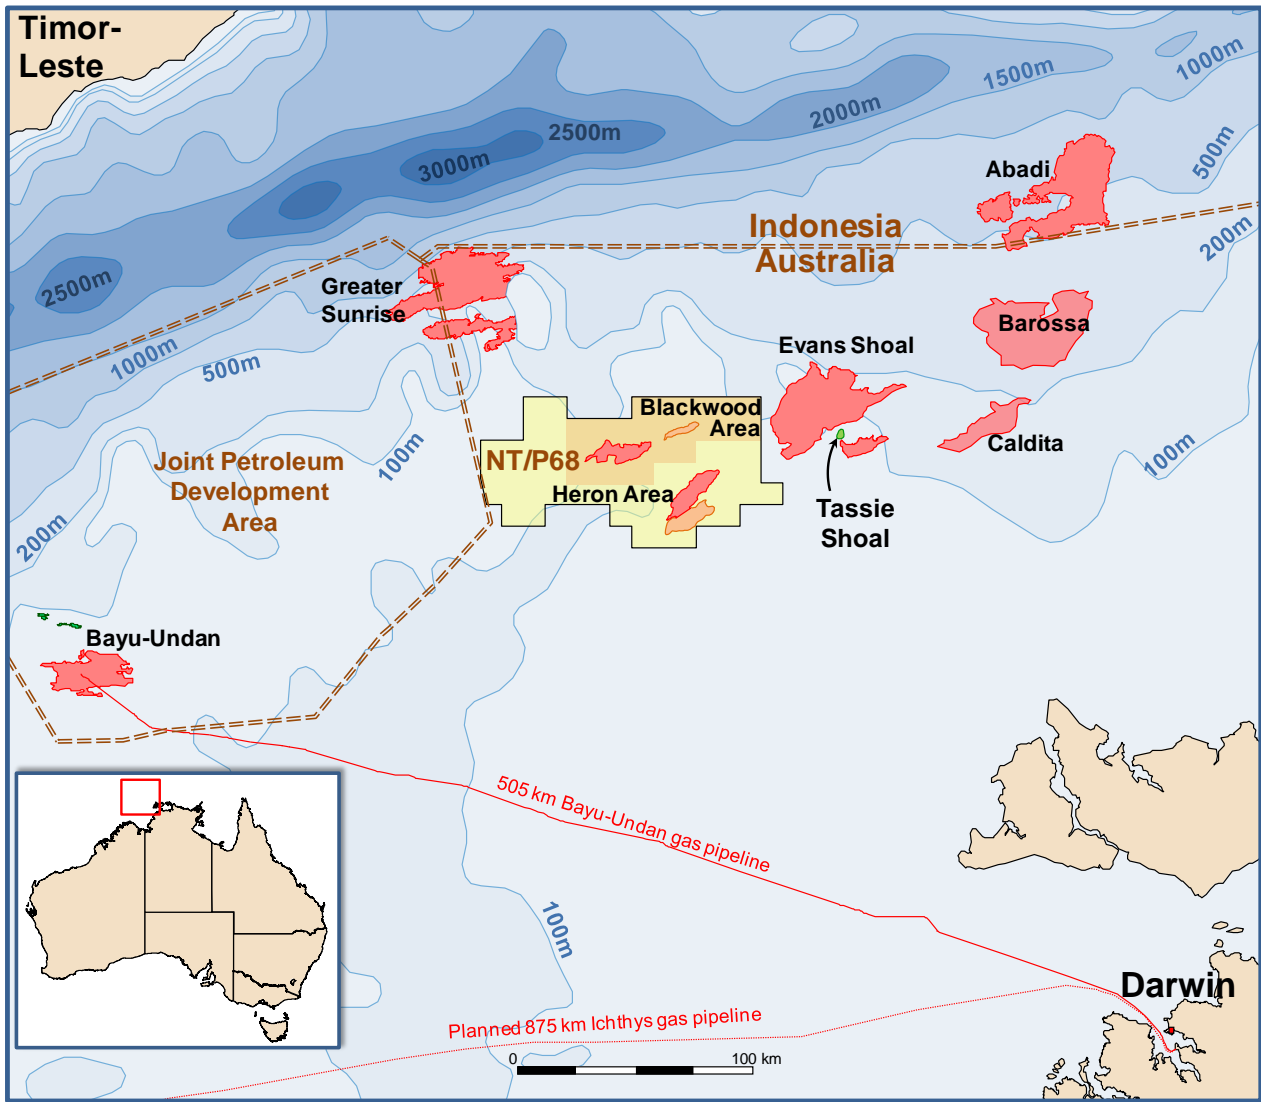 Timor-
Leste
1000m
1500m
2000m
2500m
3000m
500m
Abadi
200m
Indonesia
Australia
2500m
Greater
Sunrise
Barossa
1000m
500m
Evans Shoal
Blackwood
Area
Caldita
100m
100m
NT/P68
Joint Petroleum
Development
Area
Heron Area
Tassie
Shoal
200m
Bayu-Undan
505 km Bayu-Undan gas pipeline
100m
Darwin
Planned 875 km Ichthys gas pipeline
0
100 km